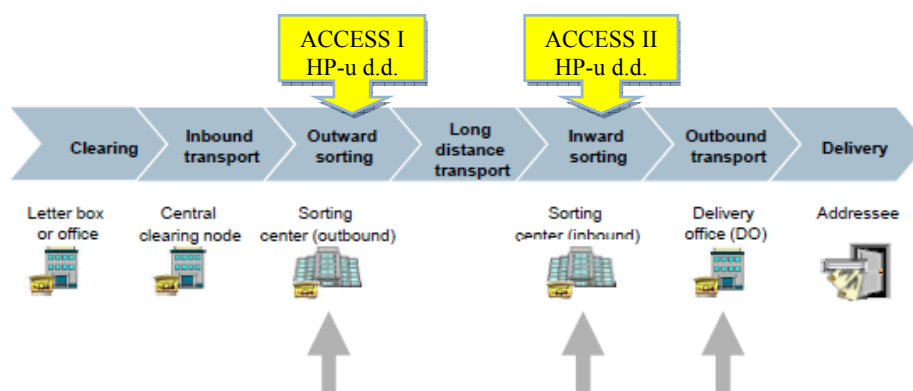 ACCESS I
HP-u d.d.
ACCESS II
HP-u d.d.
Clearing
Inbound
transport
Outward
sorting
Long
distance
transport
Inward
sorting
Outbound
transport
Delivery
Letter box
or office
Central
clearing node
Sorting
center (outbound)
Sorting
center (inbound)
Delivery
office (DO)
Addressee